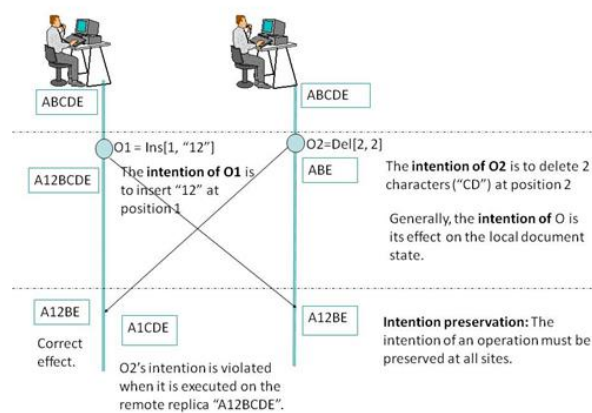 ABCDE
ABCDE
O1 = Ins[1, “12”]
O2=Del[2, 2]
A12BCDE
The intention of O1 is
to insert “12” at
position 1
ABE
The intention of O2 is to delete 2
characters (“CD”) at position 2
Generally, the intention of O is
its effect on the local document
state.
A12BE
Correct
effect.
A1CDE
O2’s intention is violated
when it is executed on the
remote replica “A12BCDE”.
A12BE
Intention preservation: The
intention of an operation must be
preserved at all sites.